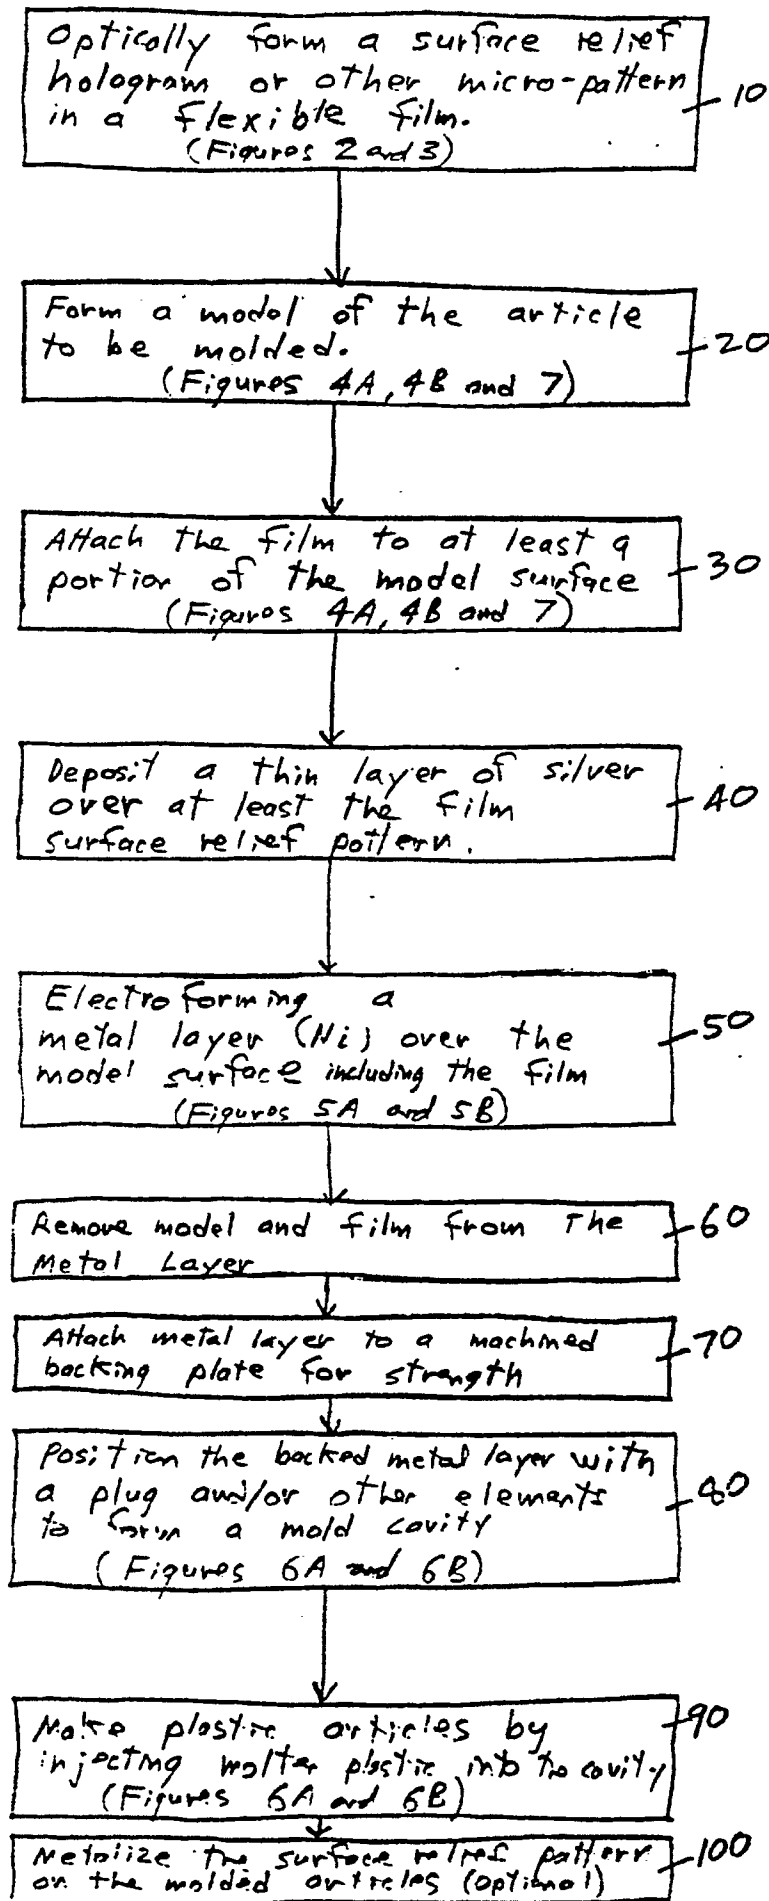 Optically form a surface relief
hologram or other micro-pattern
in a flexible film.
(Figures 2 and 3)
10
Form a model of the article
to be molded.
(Figures 4A, 4B and 7)
20
Attach the film to at least a
portion of the model surface
(Figures 4A, 4B and 7)
30
Deposit a thin layer of silver
over at least the film
surface relief pattern.
40
Electroforming a
metal layer (Ni) over the
model surface including the film
(Figures 5A and 5B)
50
Remove model and film from the
Metal Layer
60
Attach metal layer to a machined
backing plate for strength
70
Position the backed metal layer with
a plug and/or other elements
to form a mold cavity
(Figures 6A and 6B)
80
Make plastic articles by
injecting molten plastic into the cavity
(Figures 6A and 6B)
90
Metalize the surface relief pattern
on the molded articles (optional)
100